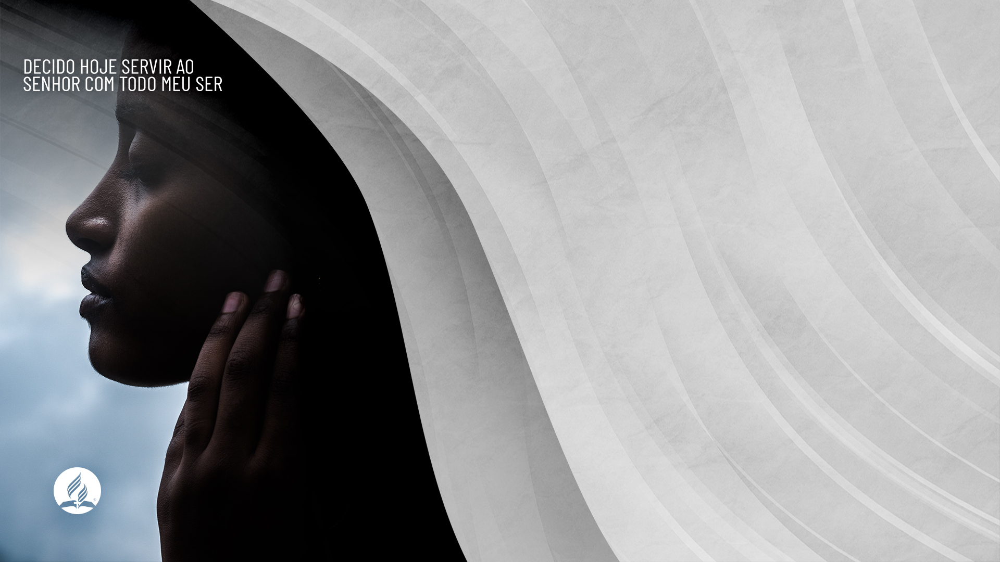 DECIDO HOJE SERVIR AO
SENHOR COM TODO MEU SER